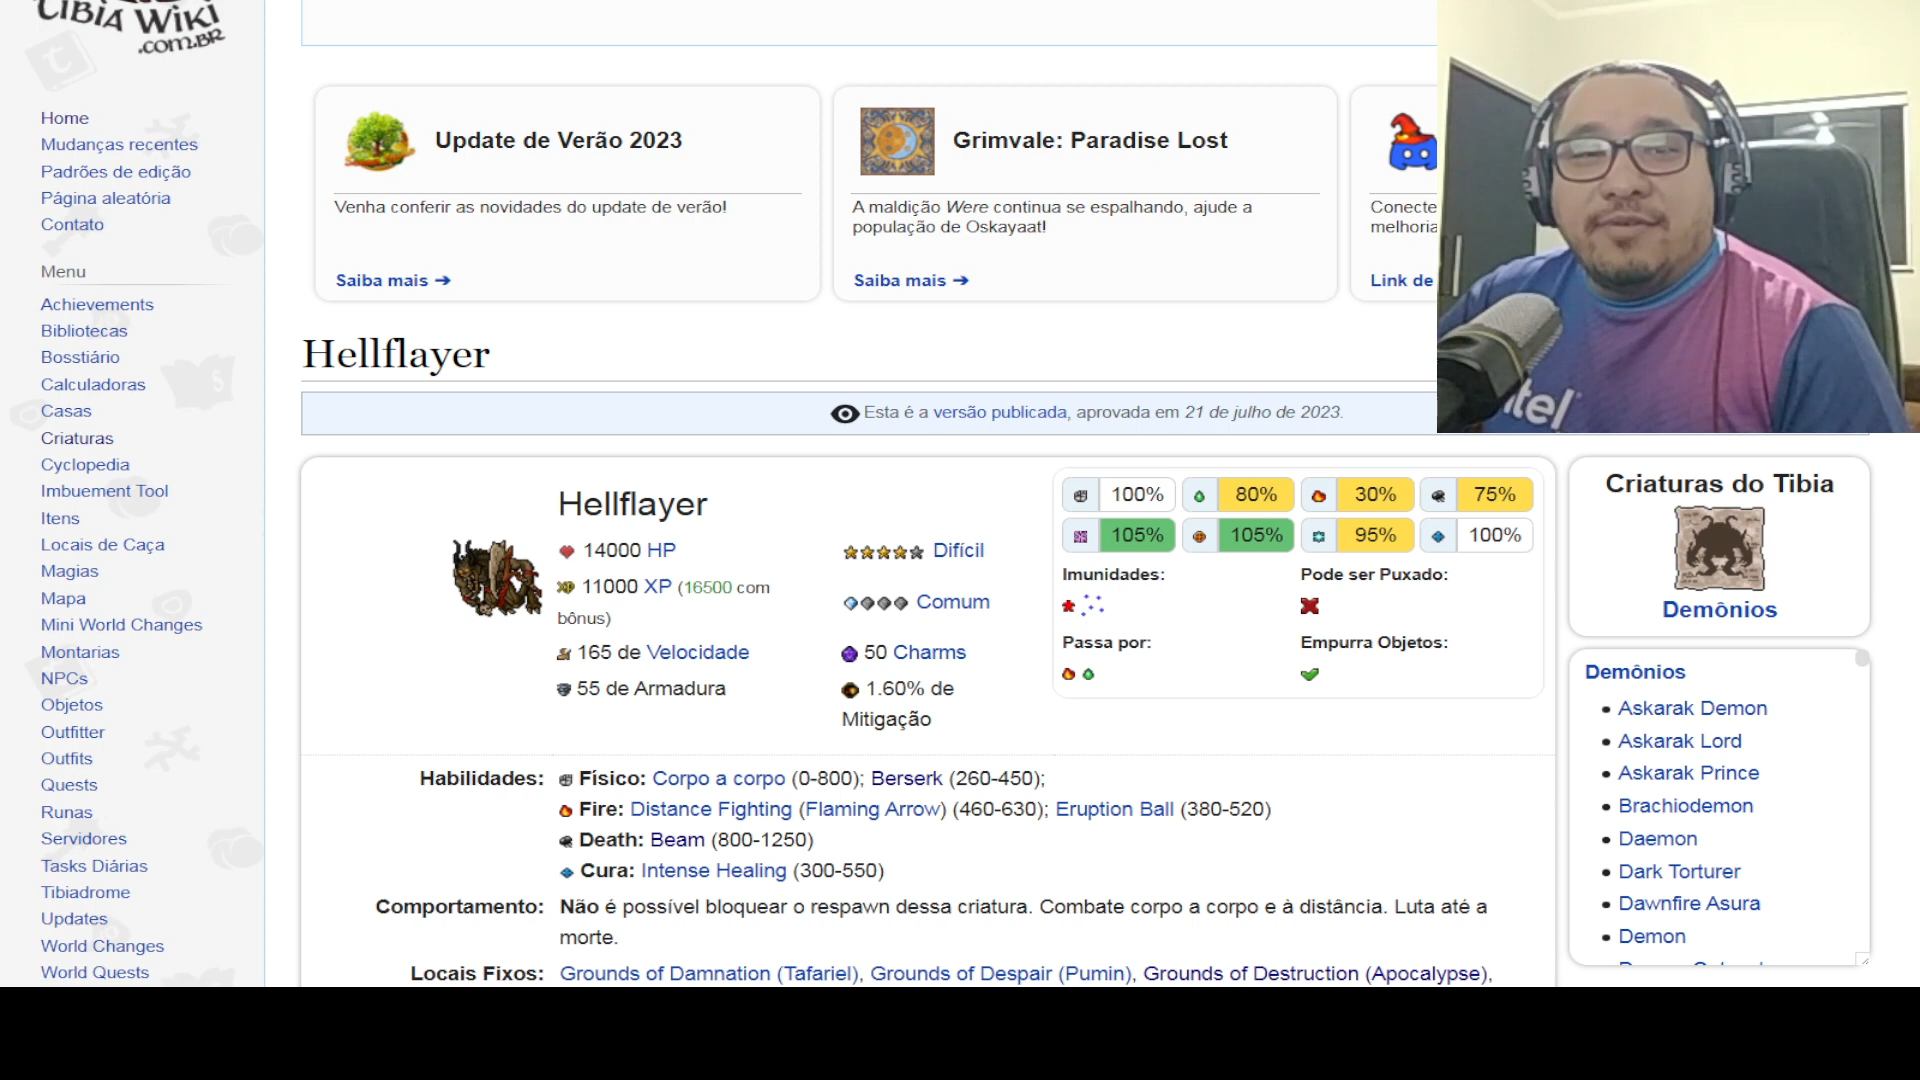 TIBIA WIKI
.COM.BR
Home
Mudanças recentes
Padrões de edição
Página aleatória
Contato
Menu
Achievements
Bibliotecas
Bosstiário
Calculadoras
Casas
Criaturas
Cyclopedia
Imbuement Tool
Itens
Locais de Caça
Magias
Mapa
Mini World Changes
Montarias
NPCs
Objetos
Outfitter
Outfits
Quests
Runas
Servidores
Tasks Diárias
Tibiadrome
Updates
World Changes
World Quests
Update de Verão 2023
Venha conferir as novidades do update de verão!
Saiba mais ➔
Grimvale: Paradise Lost
A maldição Were continua se espalhando, ajude a
população de Oskayaat!
Saiba mais ➔
Conecte
melhoria
Link de
Hellflayer
Esta é a versão publicada, aprovada em 21 de julho de 2023.
Hellflayer
14000 HP
11000 XP (16500 com
bônus)
165 de Velocidade
55 de Armadura
Difícil
Comum
50 Charms
1.60% de
Mitigação
100% 80% 30% 75%
105% 105% 95% 100%
Imunidades:
Pode ser Puxado:
Passa por:
Empurra Objetos:
Habilidades: Físico: Corpo a corpo (0-800); Berserk (260-450);
Fire: Distance Fighting (Flaming Arrow) (460-630); Eruption Ball (380-520)
Death: Beam (800-1250)
Cura: Intense Healing (300-550)
Comportamento: Não é possível bloquear o respawn dessa criatura. Combate corpo a corpo e à distância. Luta até a
morte.
Locais Fixos: Grounds of Damnation (Tafariel), Grounds of Despair (Pumin), Grounds of Destruction (Apocalypse),
Criaturas do Tibia
Demônios
Demônios
Askarak Demon
Askarak Lord
Askarak Prince
Brachiodemon
Daemon
Dark Torturer
Dawnfire Asura
Demon
intel